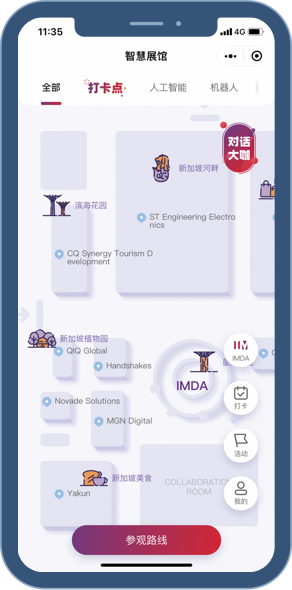 11:35
4G
智慧展馆
全部
打卡点
人工智能
机器人
对话
大咖
新加坡河畔
滨海花园
ST Engineering Electro
nics
CQ Synergy Tourism D
evelopment
新加坡植物园
QIQ Global
Handshakes
IMDA
IMDA
Novade Solutions
打卡
MGN Digital
活动
新加坡美食
COLLABORATION
ROOM
Yakun
我的
参观路线